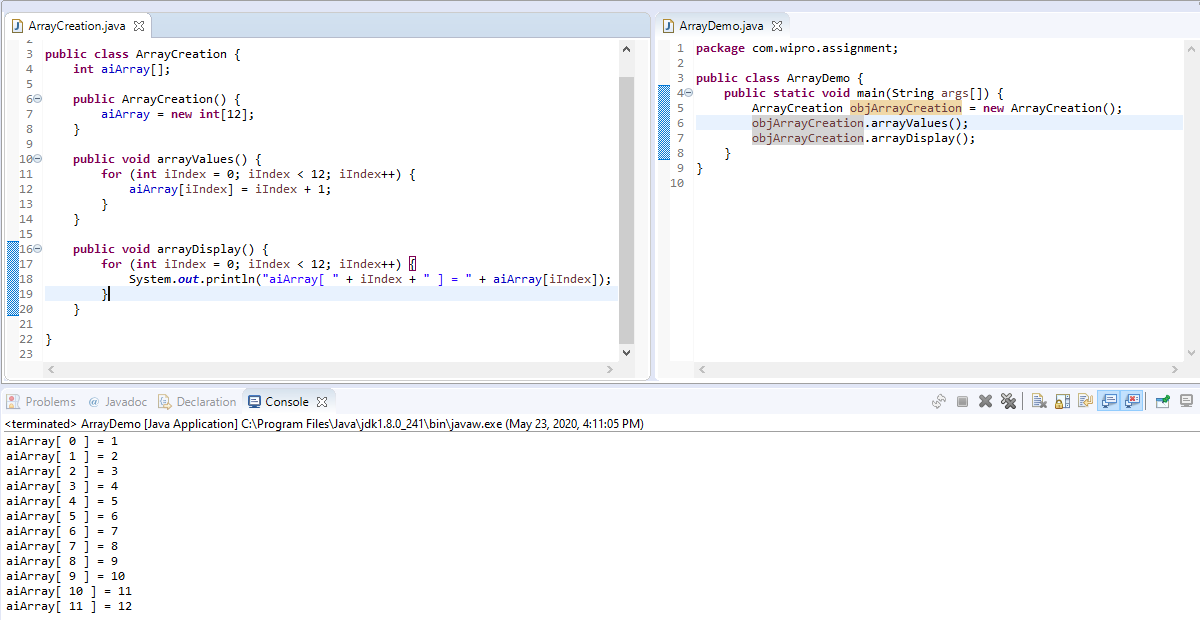 ArrayCreation.java
3 public class ArrayCreation {
4     int aiArray[];
5
6     public ArrayCreation() {
7         aiArray = new int[12];
8     }
9
10     public void arrayValues() {
11         for (int iIndex = 0; iIndex < 12; iIndex++) {
12             aiArray[iIndex] = iIndex + 1;
13         }
14     }
15
16     public void arrayDisplay() {
17         for (int iIndex = 0; iIndex < 12; iIndex++) {
18             System.out.println("aiArray[ " + iIndex + " ] = " + aiArray[iIndex]);
19         }
20     }
21
22 }
23
ArrayDemo.java
1 package com.wipro.assignment;
2
3 public class ArrayDemo {
4     public static void main(String args[]) {
5         ArrayCreation objArrayCreation = new ArrayCreation();
6         objArrayCreation.arrayValues();
7         objArrayCreation.arrayDisplay();
8     }
9 }
10
Problems @ Javadoc Declaration Console
<terminated> ArrayDemo [Java Application] C:\Program Files\Java\jdk1.8.0_241\bin\javaw.exe (May 23, 2020, 4:11:05 PM)
aiArray[ 0 ] = 1
aiArray[ 1 ] = 2
aiArray[ 2 ] = 3
aiArray[ 3 ] = 4
aiArray[ 4 ] = 5
aiArray[ 5 ] = 6
aiArray[ 6 ] = 7
aiArray[ 7 ] = 8
aiArray[ 8 ] = 9
aiArray[ 9 ] = 10
aiArray[ 10 ] = 11
aiArray[ 11 ] = 12